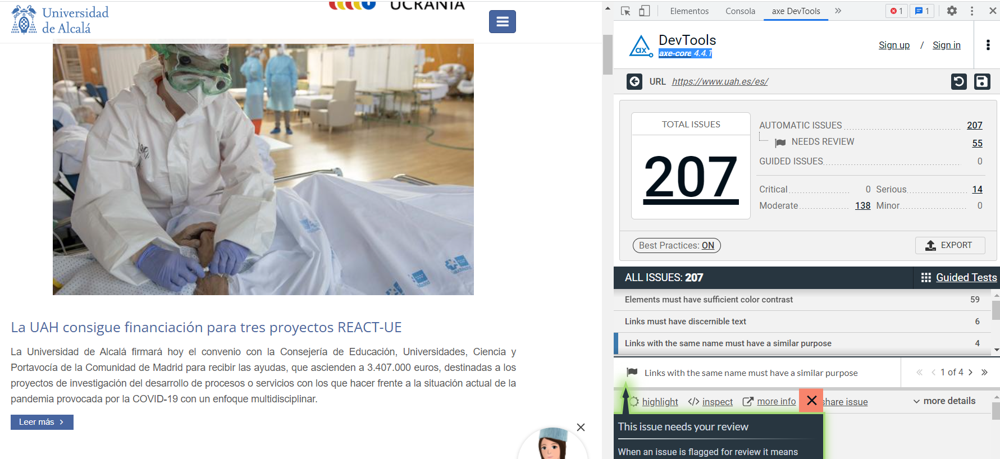 UCRANIA
Universidad
de Alcalá
La UAH consigue financiación para tres proyectos REACT-UE
La Universidad de Alcalá firmará hoy el convenio con la Consejería de Educación, Universidades, Ciencia y
Portavocía de la Comunidad de Madrid para recibir las ayudas, que ascienden a 3.407.000 euros, destinadas a los
proyectos de investigación del desarrollo de procesos o servicios con los que hacer frente a la situación actual de la
pandemia provocada por la COVID-19 con un enfoque multidisciplinar.
Leer más
Elementos Consola axe DevTools 1 1
ax DevTools
axe-core 4.4.1
Sign up / Sign in
URL https://www.uah.es/es/
TOTAL ISSUES
207
AUTOMATIC ISSUES 207
NEEDS REVIEW 55
GUIDED ISSUES 0
Critical 0 Serious 14
Moderate 138 Minor 0
Best Practices: ON
EXPORT
ALL ISSUES: 207 Guided Tests
Elements must have sufficient color contrast 59
Links must have discernible text 6
Links with the same name must have a similar purpose 4
Links with the same name must have a similar purpose 1 of 4
highlight inspect more info share issue more details
This issue needs your review
When an issue is flagged for review it means